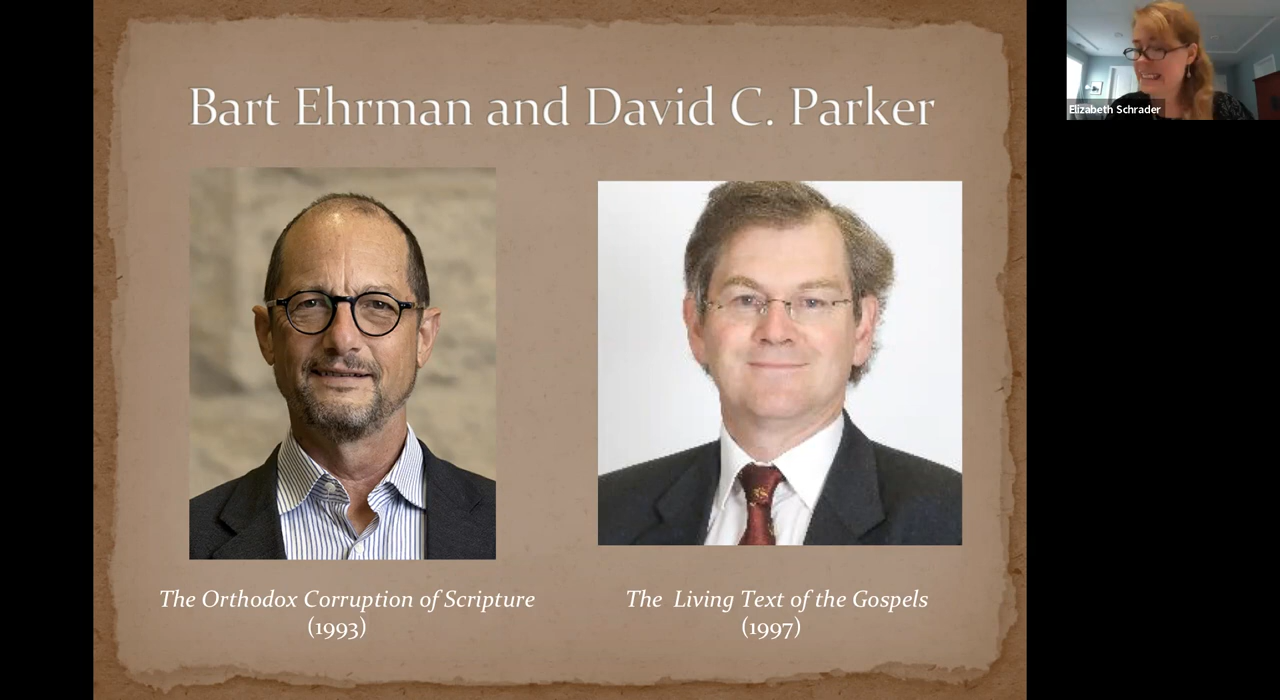 Bart Ehrman and David C. Parker
Elizabeth Schrader
The Orthodox Corruption of Scripture
(1993)
The Living Text of the Gospels
(1997)